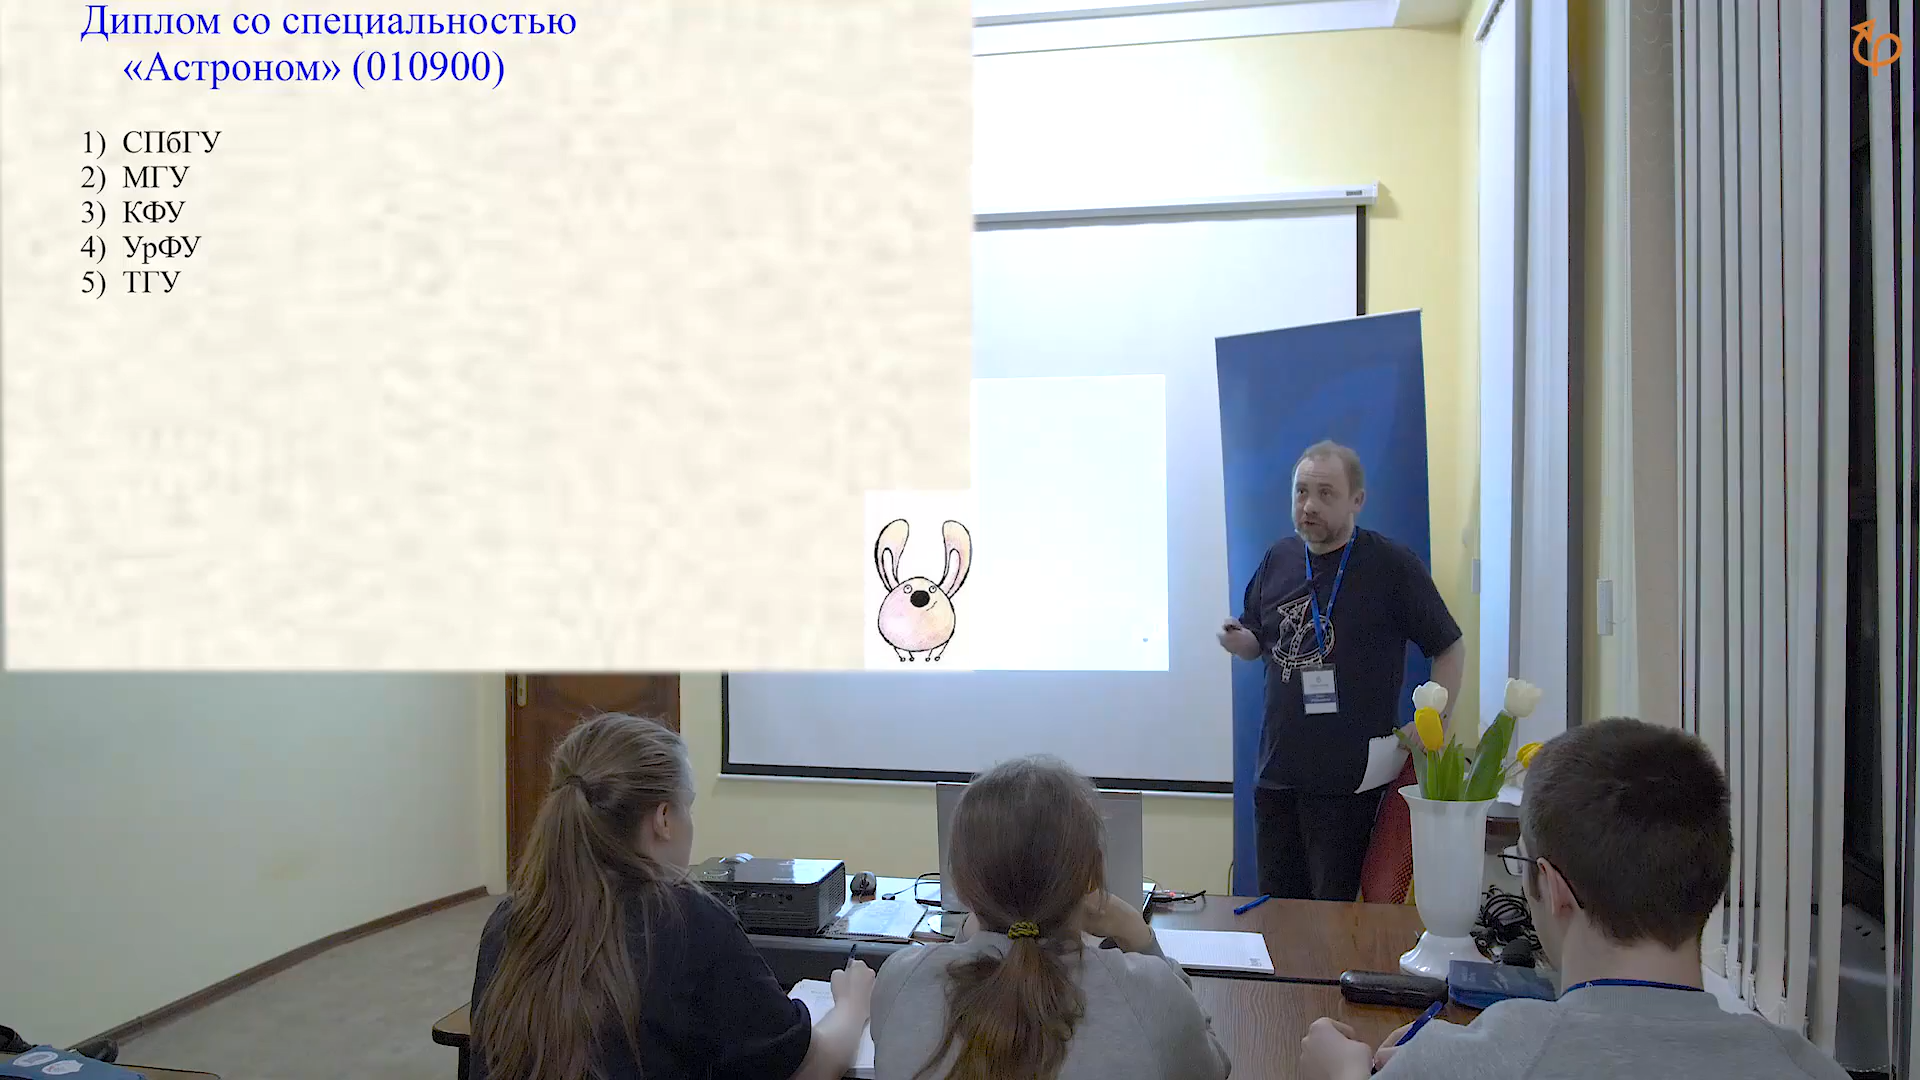 Диплом со специальностью
«Астроном» (010900)
1) СПбГУ
2) МГУ
3) КФУ
4) УрФУ
5) ТГУ